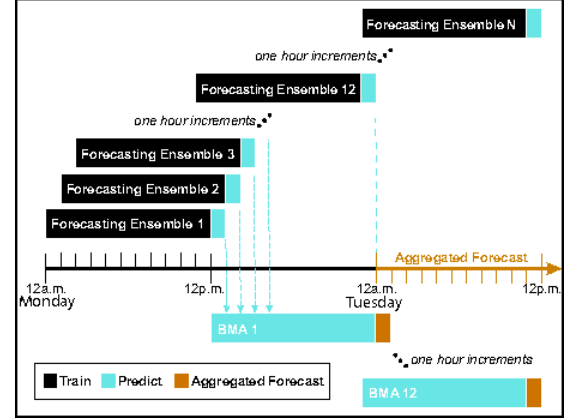 Forecasting Ensemble N
one hour increments
Forecasting Ensemble 12
one hour increments
Forecasting Ensemble 3
Forecasting Ensemble 2
Forecasting Ensemble 1
Aggregated Forecast
12a.m. 12p.m. 12a.m. 12p.m.
Monday Tuesday
BMA 1
one hour increments
Train Predict Aggregated Forecast
BMA 12